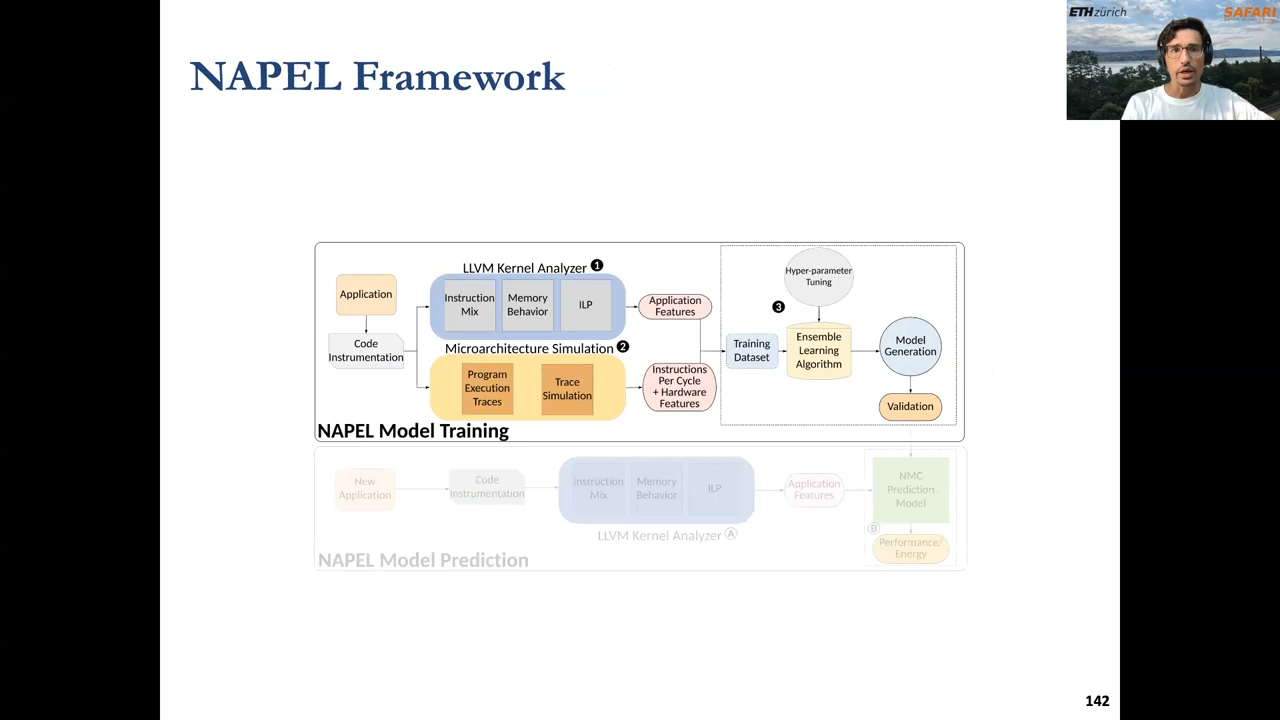 ETH zürich
SAFARI
NAPEL Framework
LLVM Kernel Analyzer 1
Application
Instruction
Mix
Memory
Behavior
ILP
Application
Features
Code
Instrumentation
Microarchitecture Simulation 2
Program
Execution
Traces
Trace
Simulation
Instructions
Per Cycle
+ Hardware
Features
Hyper-parameter
Tuning
3
Training
Dataset
Ensemble
Learning
Algorithm
Model
Generation
Validation
NAPEL Model Training
New
Application
Code
Instrumentation
Instruction
Mix
Memory
Behavior
ILP
LLVM Kernel Analyzer A
Application
Features
NMC
Prediction
Model
B
Performance/
Energy
NAPEL Model Prediction
142